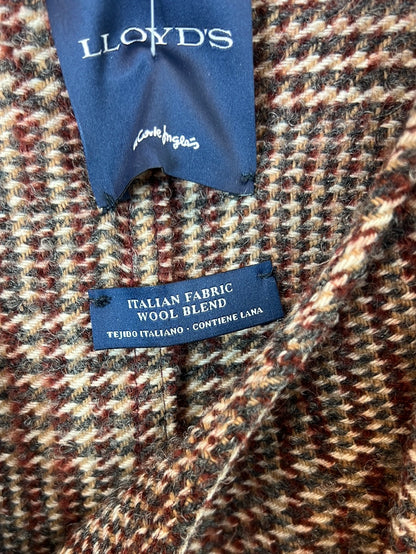 LLOYD'S
el Corte Inglés
ITALIAN FABRIC
WOOL BLEND
TEJIDO ITALIANO - CONTIENE LANA